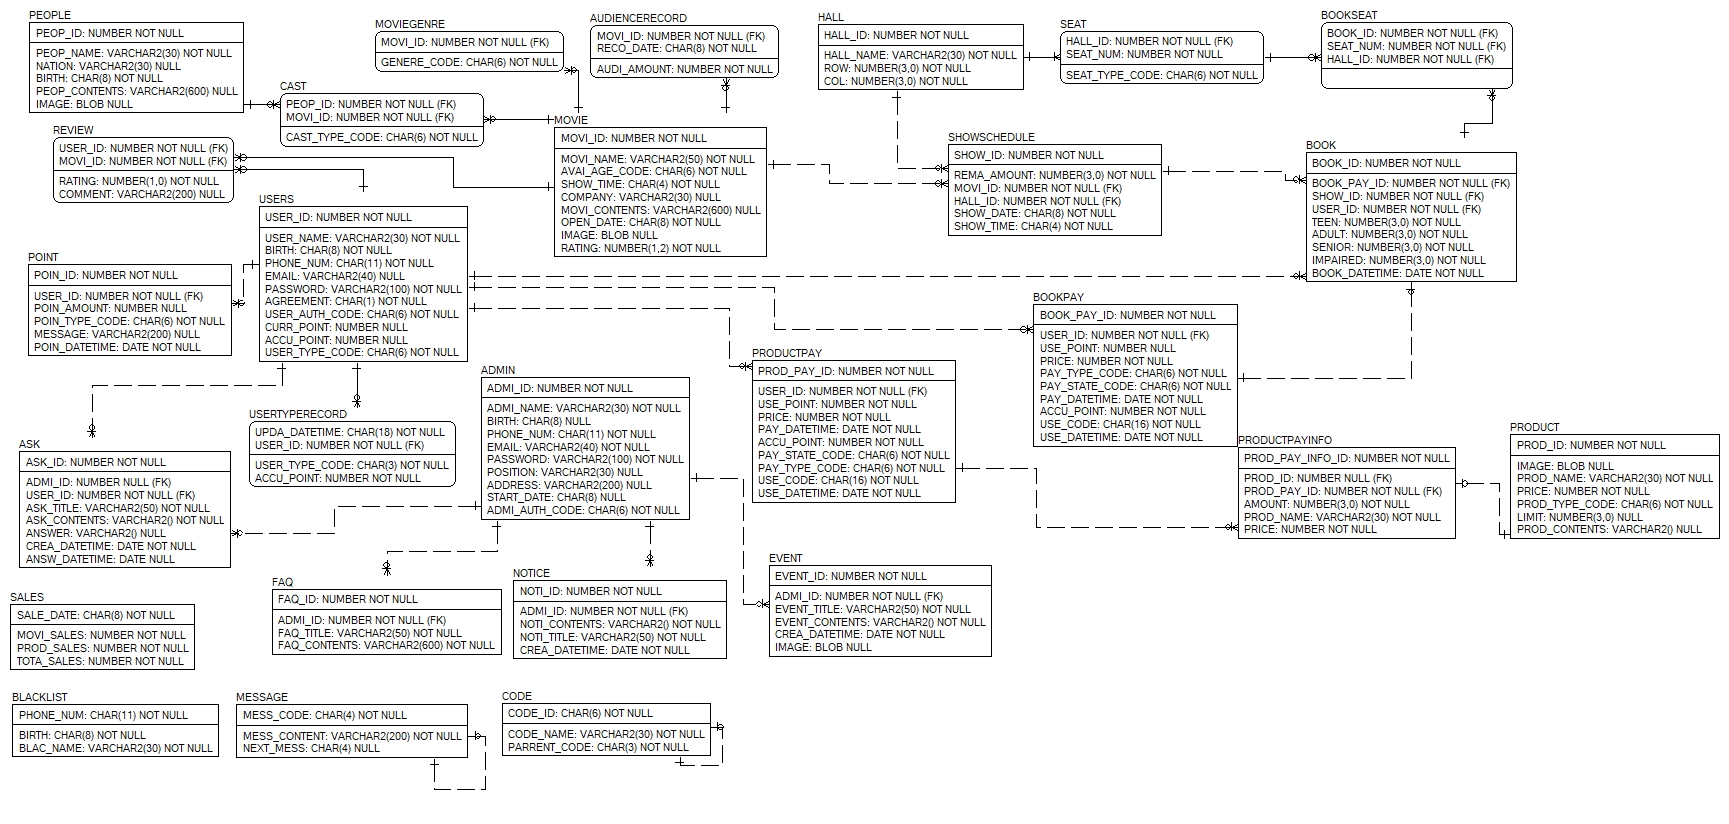 PEOPLE
PEOP_ID: NUMBER NOT NULL
PEOP_NAME: VARCHAR2(30) NOT NULL
NATION: VARCHAR2(30) NULL
BIRTH: CHAR(8) NOT NULL
PEOP_CONTENTS: VARCHAR2(600) NULL
IMAGE: BLOB NULL
MOVIEGENRE
MOVI_ID: NUMBER NOT NULL (FK)
GENERE_CODE: CHAR(6) NOT NULL
AUDIENCERECORD
MOVI_ID: NUMBER NOT NULL (FK)
RECO_DATE: CHAR(8) NOT NULL
AUDI_AMOUNT: NUMBER NOT NULL
HALL
HALL_ID: NUMBER NOT NULL
HALL_NAME: VARCHAR2(30) NOT NULL
ROW: NUMBER(3,0) NOT NULL
COL: NUMBER(3,0) NOT NULL
SEAT
HALL_ID: NUMBER NOT NULL (FK)
SEAT_NUM: NUMBER NOT NULL
SEAT_TYPE_CODE: CHAR(6) NOT NULL
BOOKSEAT
BOOK_ID: NUMBER NOT NULL (FK)
SEAT_NUM: NUMBER NOT NULL (FK)
HALL_ID: NUMBER NOT NULL (FK)
CAST
PEOP_ID: NUMBER NOT NULL (FK)
MOVI_ID: NUMBER NOT NULL (FK)
CAST_TYPE_CODE: CHAR(6) NOT NULL
REVIEW
USER_ID: NUMBER NOT NULL (FK)
MOVI_ID: NUMBER NOT NULL (FK)
RATING: NUMBER(1,0) NOT NULL
COMMENT: VARCHAR2(200) NULL
MOVIE
MOVI_ID: NUMBER NOT NULL
MOVI_NAME: VARCHAR2(50) NOT NULL
AVAI_AGE_CODE: CHAR(6) NOT NULL
SHOW_TIME: CHAR(4) NOT NULL
COMPANY: VARCHAR2(30) NULL
MOVI_CONTENTS: VARCHAR2(600) NULL
OPEN_DATE: CHAR(8) NOT NULL
IMAGE: BLOB NULL
RATING: NUMBER(1,2) NOT NULL
SHOWSCHEDULE
SHOW_ID: NUMBER NOT NULL
REMA_AMOUNT: NUMBER(3,0) NOT NULL
MOVI_ID: NUMBER NOT NULL (FK)
HALL_ID: NUMBER NOT NULL (FK)
SHOW_DATE: CHAR(8) NOT NULL
SHOW_TIME: CHAR(4) NOT NULL
BOOK
BOOK_ID: NUMBER NOT NULL
BOOK_PAY_ID: NUMBER NOT NULL (FK)
SHOW_ID: NUMBER NOT NULL (FK)
USER_ID: NUMBER NOT NULL (FK)
TEEN: NUMBER(3,0) NOT NULL
ADULT: NUMBER(3,0) NOT NULL
SENIOR: NUMBER(3,0) NOT NULL
IMPAIRED: NUMBER(3,0) NOT NULL
BOOK_DATETIME: DATE NOT NULL
USERS
USER_ID: NUMBER NOT NULL
USER_NAME: VARCHAR2(30) NOT NULL
BIRTH: CHAR(8) NOT NULL
PHONE_NUM: CHAR(11) NOT NULL
EMAIL: VARCHAR2(40) NULL
PASSWORD: VARCHAR2(100) NOT NULL
AGREEMENT: CHAR(1) NOT NULL
USER_AUTH_CODE: CHAR(6) NOT NULL
CURR_POINT: NUMBER NULL
ACCU_POINT: NUMBER NULL
USER_TYPE_CODE: CHAR(6) NOT NULL
POINT
POIN_ID: NUMBER NOT NULL
USER_ID: NUMBER NOT NULL (FK)
POIN_AMOUNT: NUMBER NULL
POIN_TYPE_CODE: CHAR(6) NOT NULL
MESSAGE: VARCHAR2(200) NULL
POIN_DATETIME: DATE NOT NULL
BOOKPAY
BOOK_PAY_ID: NUMBER NOT NULL
USER_ID: NUMBER NOT NULL (FK)
USE_POINT: NUMBER NULL
PRICE: NUMBER NOT NULL
PAY_TYPE_CODE: CHAR(6) NOT NULL
PAY_STATE_CODE: CHAR(6) NOT NULL
PAY_DATETIME: DATE NOT NULL
ACCU_POINT: NUMBER NOT NULL
USE_CODE: CHAR(16) NOT NULL
USE_DATETIME: DATE NOT NULL
PRODUCTPAY
PROD_PAY_ID: NUMBER NOT NULL
USER_ID: NUMBER NOT NULL (FK)
USE_POINT: NUMBER NOT NULL
PRICE: NUMBER NOT NULL
PAY_DATETIME: DATE NOT NULL
ACCU_POINT: NUMBER NOT NULL
PAY_STATE_CODE: CHAR(6) NOT NULL
PAY_TYPE_CODE: CHAR(6) NOT NULL
USE_CODE: CHAR(16) NOT NULL
USE_DATETIME: DATE NOT NULL
ADMIN
ADMI_ID: NUMBER NOT NULL
ADMI_NAME: VARCHAR2(30) NOT NULL
BIRTH: CHAR(8) NULL
PHONE_NUM: CHAR(11) NOT NULL
EMAIL: VARCHAR2(40) NOT NULL
PASSWORD: VARCHAR2(100) NOT NULL
POSITION: VARCHAR2(30) NULL
ADDRESS: VARCHAR2(200) NULL
START_DATE: CHAR(8) NULL
ADMI_AUTH_CODE: CHAR(6) NOT NULL
USERTYPERECORD
UPDA_DATETIME: CHAR(18) NOT NULL
USER_ID: NUMBER NOT NULL (FK)
USER_TYPE_CODE: CHAR(3) NOT NULL
ACCU_POINT: NUMBER NOT NULL
ASK
ASK_ID: NUMBER NOT NULL
ADMI_ID: NUMBER NULL (FK)
USER_ID: NUMBER NOT NULL (FK)
ASK_TITLE: VARCHAR2(50) NOT NULL
ASK_CONTENTS: VARCHAR2() NOT NULL
ANSWER: VARCHAR2() NULL
CREA_DATETIME: DATE NOT NULL
ANSW_DATETIME: DATE NULL
PRODUCTPAYINFO
PROD_PAY_INFO_ID: NUMBER NOT NULL
PROD_ID: NUMBER NULL (FK)
PROD_PAY_ID: NUMBER NOT NULL (FK)
AMOUNT: NUMBER(3,0) NOT NULL
PROD_NAME: VARCHAR2(30) NOT NULL
PRICE: NUMBER NOT NULL
PRODUCT
PROD_ID: NUMBER NOT NULL
IMAGE: BLOB NULL
PROD_NAME: VARCHAR2(30) NOT NULL
PRICE: NUMBER NOT NULL
PROD_TYPE_CODE: CHAR(6) NOT NULL
LIMIT: NUMBER(3,0) NULL
PROD_CONTENTS: VARCHAR2() NULL
FAQ
FAQ_ID: NUMBER NOT NULL
ADMI_ID: NUMBER NOT NULL (FK)
FAQ_TITLE: VARCHAR2(50) NOT NULL
FAQ_CONTENTS: VARCHAR2(600) NOT NULL
NOTICE
NOTI_ID: NUMBER NOT NULL
ADMI_ID: NUMBER NOT NULL (FK)
NOTI_CONTENTS: VARCHAR2() NOT NULL
NOTI_TITLE: VARCHAR2(50) NOT NULL
CREA_DATETIME: DATE NOT NULL
EVENT
EVENT_ID: NUMBER NOT NULL
ADMI_ID: NUMBER NOT NULL (FK)
EVENT_TITLE: VARCHAR2(50) NOT NULL
EVENT_CONTENTS: VARCHAR2() NOT NULL
CREA_DATETIME: DATE NOT NULL
IMAGE: BLOB NULL
SALES
SALE_DATE: CHAR(8) NOT NULL
MOVI_SALES: NUMBER NOT NULL
PROD_SALES: NUMBER NOT NULL
TOTA_SALES: NUMBER NOT NULL
BLACKLIST
PHONE_NUM: CHAR(11) NOT NULL
BIRTH: CHAR(8) NOT NULL
BLAC_NAME: VARCHAR2(30) NOT NULL
MESSAGE
MESS_CODE: CHAR(4) NOT NULL
MESS_CONTENT: VARCHAR2(200) NOT NULL
NEXT_MESS: CHAR(4) NULL
CODE
CODE_ID: CHAR(6) NOT NULL
CODE_NAME: VARCHAR2(30) NOT NULL
PARRENT_CODE: CHAR(3) NOT NULL